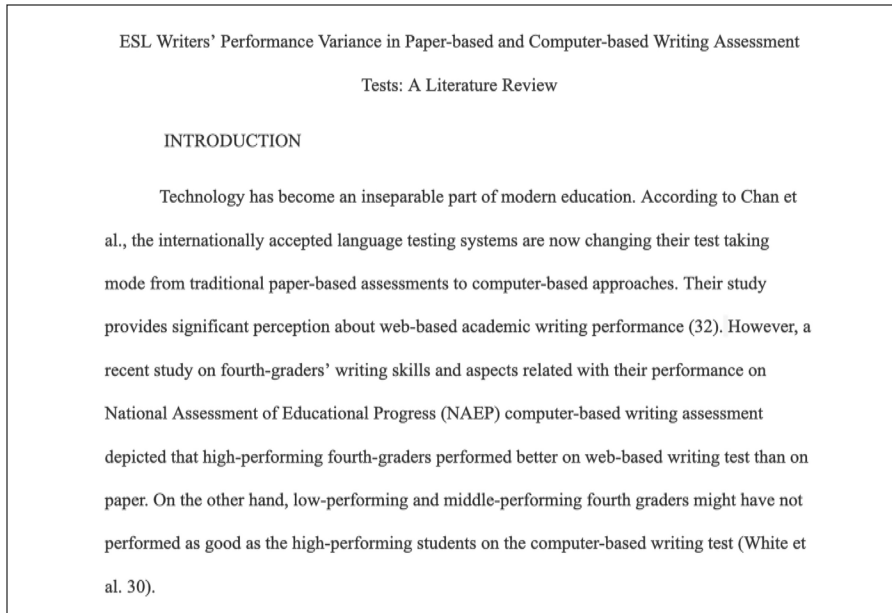 ESL Writers’ Performance Variance in Paper-based and Computer-based Writing Assessment
Tests: A Literature Review
INTRODUCTION
Technology has become an inseparable part of modern education. According to Chan et
al., the internationally accepted language testing systems are now changing their test taking
mode from traditional paper-based assessments to computer-based approaches. Their study
provides significant perception about web-based academic writing performance (32). However, a
recent study on fourth-graders’ writing skills and aspects related with their performance on
National Assessment of Educational Progress (NAEP) computer-based writing assessment
depicted that high-performing fourth-graders performed better on web-based writing test than on
paper. On the other hand, low-performing and middle-performing fourth graders might have not
performed as good as the high-performing students on the computer-based writing test (White et
al. 30).